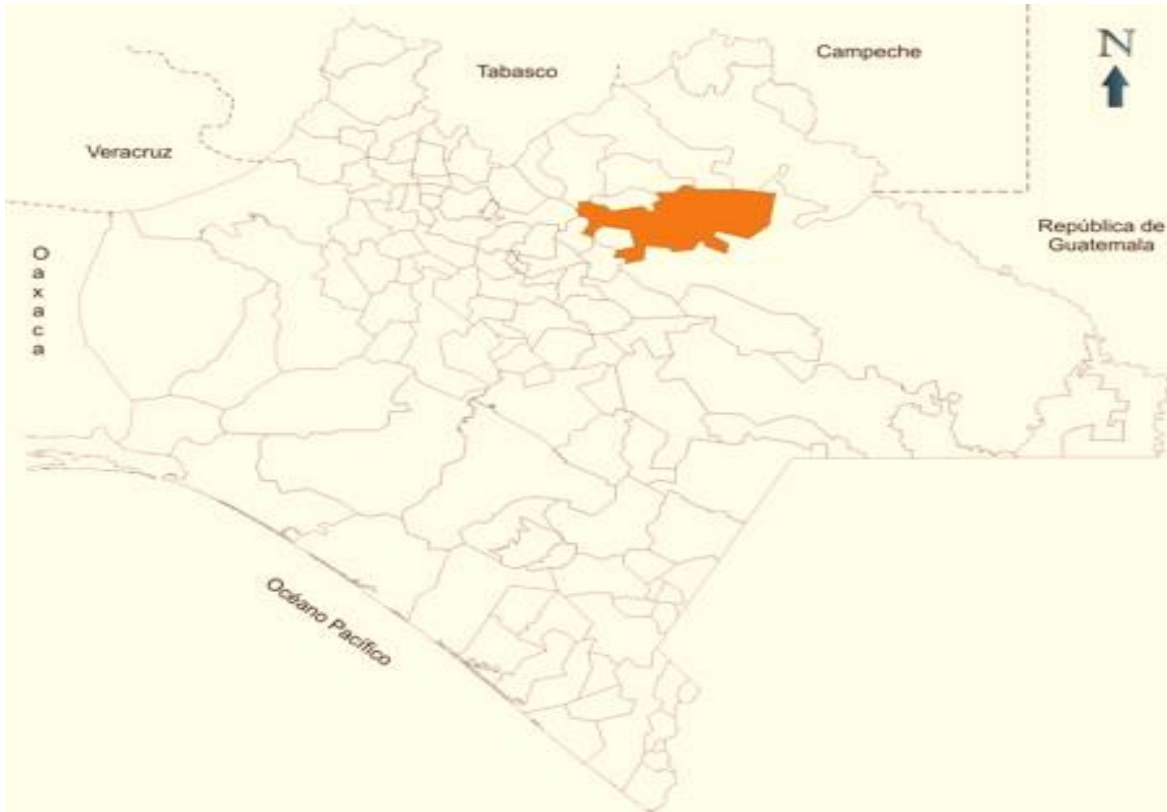 Campeche
N
Tabasco
Veracruz
República de
Guatemala
O
a
x
a
c
a
Océano Pacífico